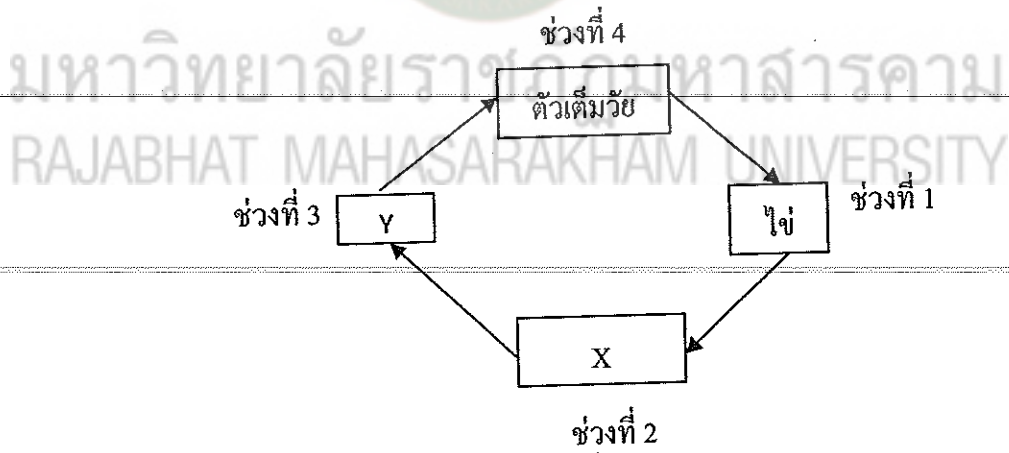 ช่วงที่ 4
มหาวิทยาลัยราชภัฏมหาสารคาม
ตัวเต็มวัย
RAJABHAT MAHASARAKHAM UNIVERSITY
ช่วงที่ 3
Y
ไข่
ช่วงที่ 1
X
ช่วงที่ 2